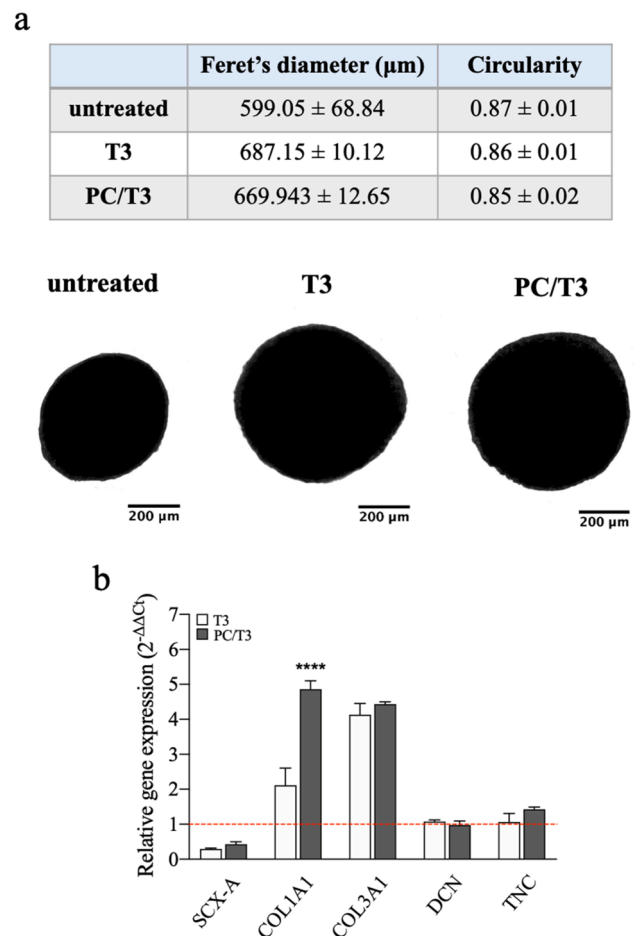 a
Feret’s diameter (μm) Circularity
untreated 599.05 ± 68.84 0.87 ± 0.01
T3 687.15 ± 10.12 0.86 ± 0.01
PC/T3 669.943 ± 12.65 0.85 ± 0.02
untreated T3 PC/T3
200 μm 200 μm 200 μm
b
Relative gene expression (2-ΔΔCt)
7
6
5
4
3
2
1
0
T3
PC/T3
****
SCX-A COL1A1 COL3A1 DCN TNC